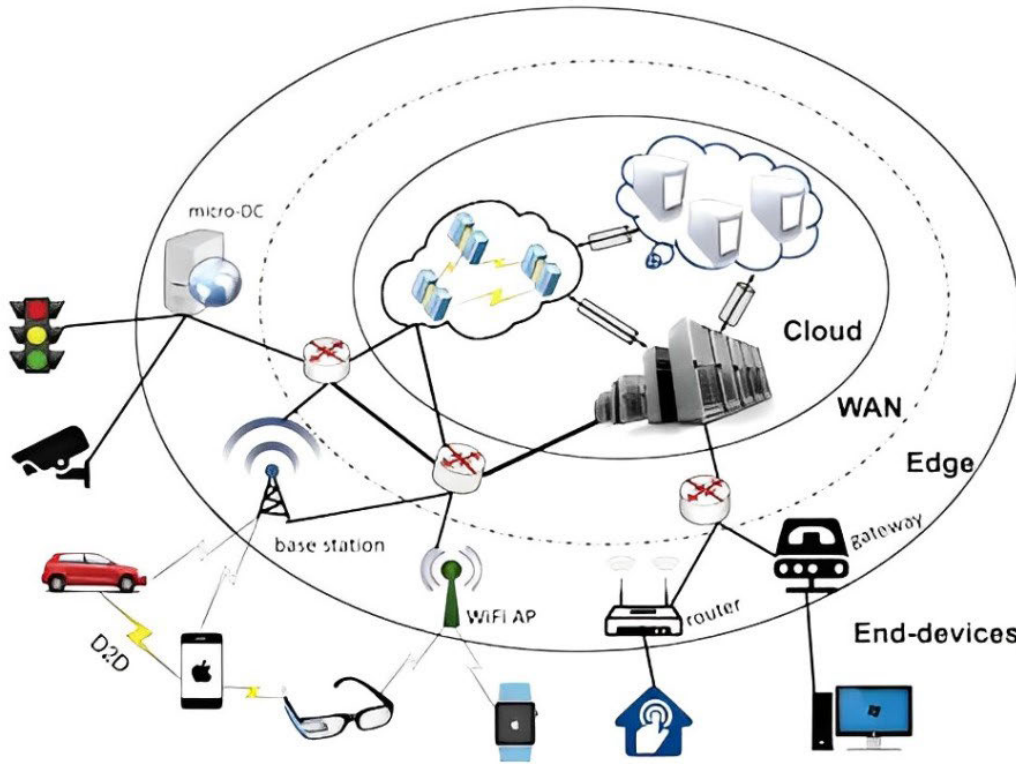 micro-DC
Cloud
WAN
Edge
gateway
base station
WiFi AP
router
End-devices
D2D